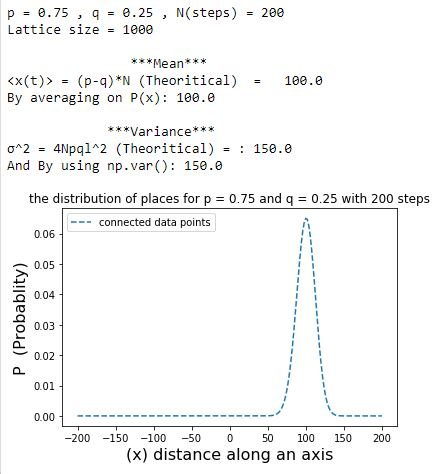 p = 0.75 , q = 0.25 , N(steps) = 200
Lattice size = 1000
***Mean***
<x(t)> = (p-q)*N (Theoritical) = 100.0
By averaging on P(x): 100.0
***Variance***
σ^2 = 4Npql^2 (Theoritical) = : 150.0
And By using np.var(): 150.0
the distribution of places for p = 0.75 and q = 0.25 with 200 steps
connected data points
0.06
0.05
0.04
0.03
0.02
0.01
0.00
P (Probablity)
−200 −150 −100 −50 0 50 100 150 200
(x) distance along an axis